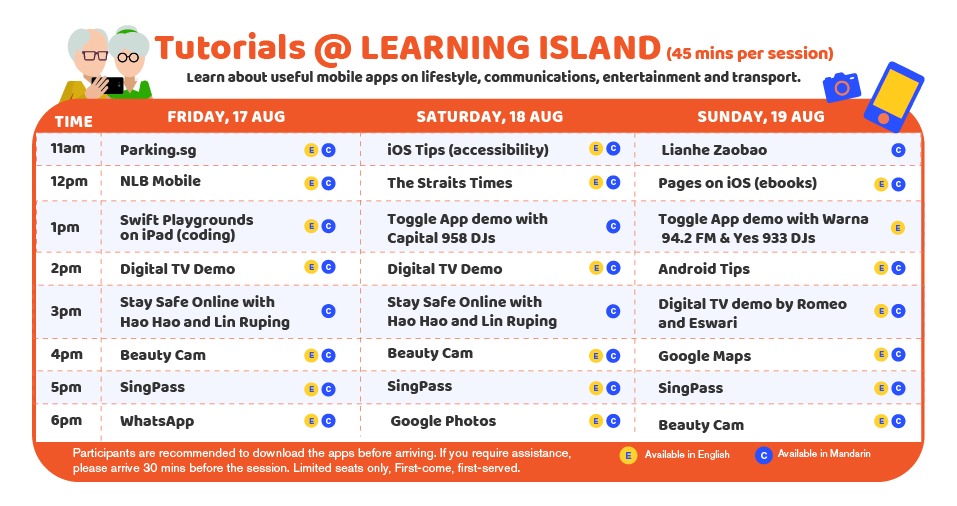 Tutorials @ LEARNING ISLAND (45 mins per session)
Learn about useful mobile apps on lifestyle, communications, entertainment and transport.
TIME FRIDAY, 17 AUG SATURDAY, 18 AUG SUNDAY, 19 AUG
11am Parking.sg E C iOS Tips (accessibility) E C Lianhe Zaobao C
12pm NLB Mobile E C The Straits Times E C Pages on iOS (ebooks) E C
1pm Swift Playgrounds
on iPad (coding) E C Toggle App demo with
Capital 958 DJs C Toggle App demo with Warna
94.2 FM & Yes 933 DJs E
2pm Digital TV Demo E C Digital TV Demo E C Android Tips E C
3pm Stay Safe Online with
Hao Hao and Lin Ruping C Stay Safe Online with
Hao Hao and Lin Ruping C Digital TV demo by Romeo
and Eswari E C
4pm Beauty Cam E C Beauty Cam E C Google Maps E C
5pm SingPass E C SingPass E C SingPass E C
6pm WhatsApp E C Google Photos E C Beauty Cam E C
Participants are recommended to download the apps before arriving. If you require assistance,
please arrive 30 mins before the session. Limited seats only, First-come, first-served.
E Available in English C Available in Mandarin